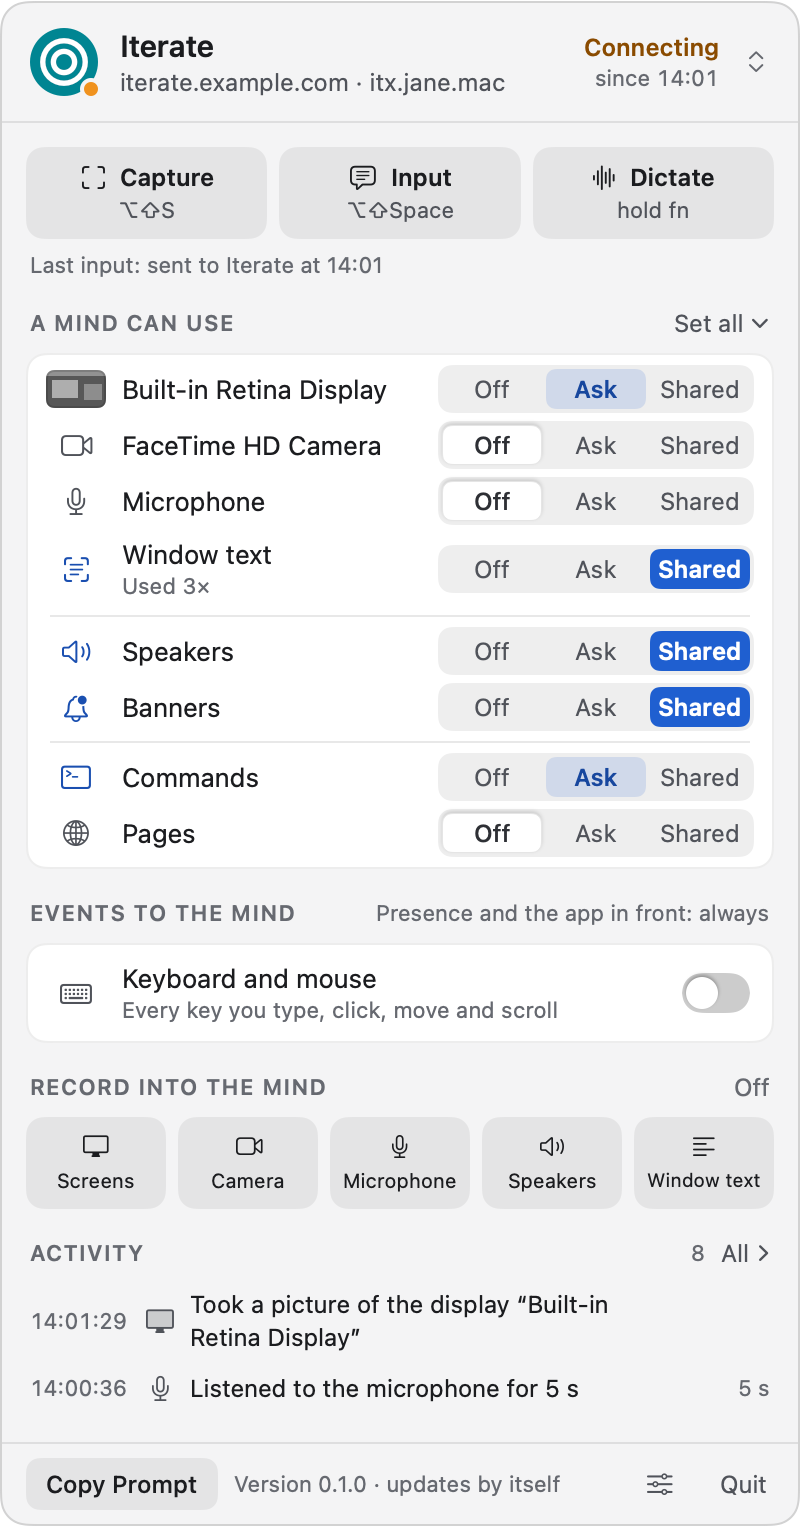 Iterate
iterate.example.com · itx.jane.mac
Connecting
since 14:01
Capture
⌥⇧S
Input
⌥⇧Space
Dictate
hold fn
Last input: sent to Iterate at 14:01
A MIND CAN USE
Set all
Built-in Retina Display Off Ask Shared
FaceTime HD Camera Off Ask Shared
Microphone Off Ask Shared
Window text
Used 3×
Off Ask Shared
Speakers Off Ask Shared
Banners Off Ask Shared
Commands Off Ask Shared
Pages Off Ask Shared
EVENTS TO THE MIND
Presence and the app in front: always
Keyboard and mouse
Every key you type, click, move and scroll
RECORD INTO THE MIND
Off
Screens
Camera
Microphone
Speakers
Window text
ACTIVITY
8 All
14:01:29 Took a picture of the display “Built-in
Retina Display”
14:00:36 Listened to the microphone for 5 s 5 s
Copy Prompt Version 0.1.0 · updates by itself Quit